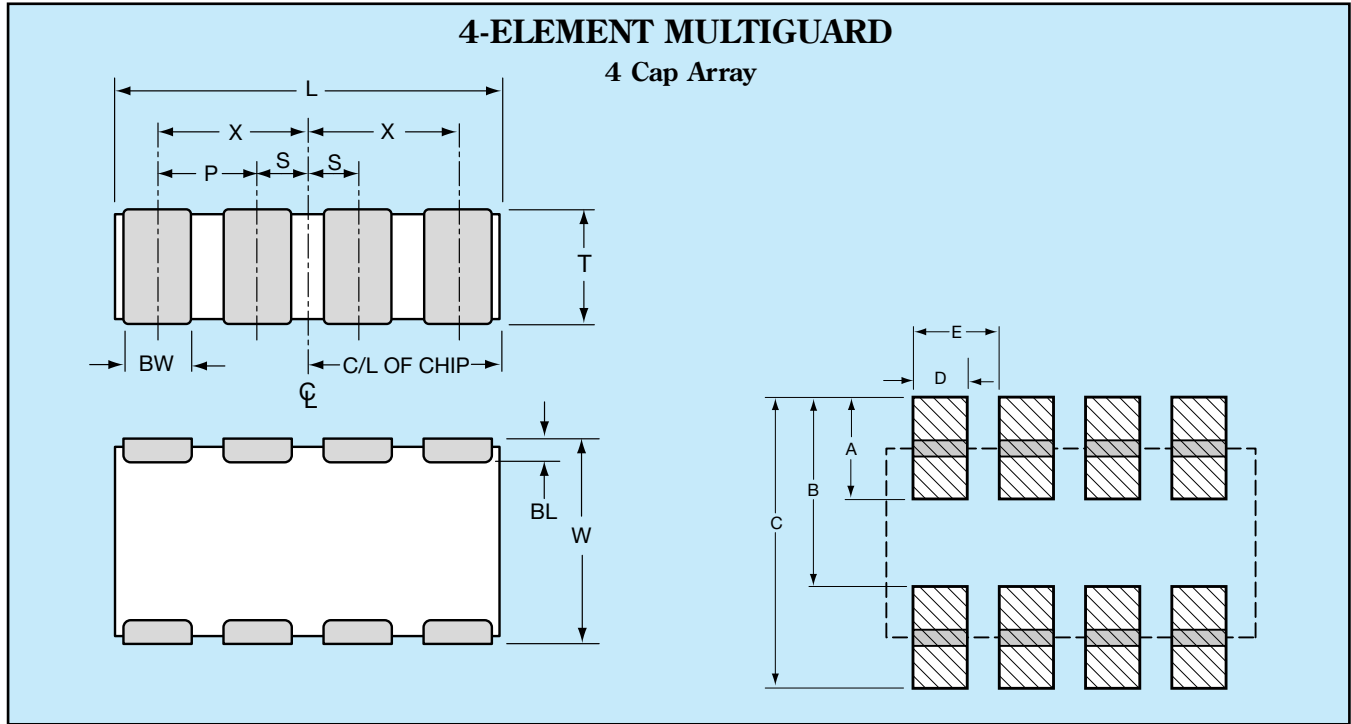 4-ELEMENT MULTIGUARD
4 Cap Array
L
X X
P S S
T
BW C/L OF CHIP
℄
BL
W
E
D
A
B
C